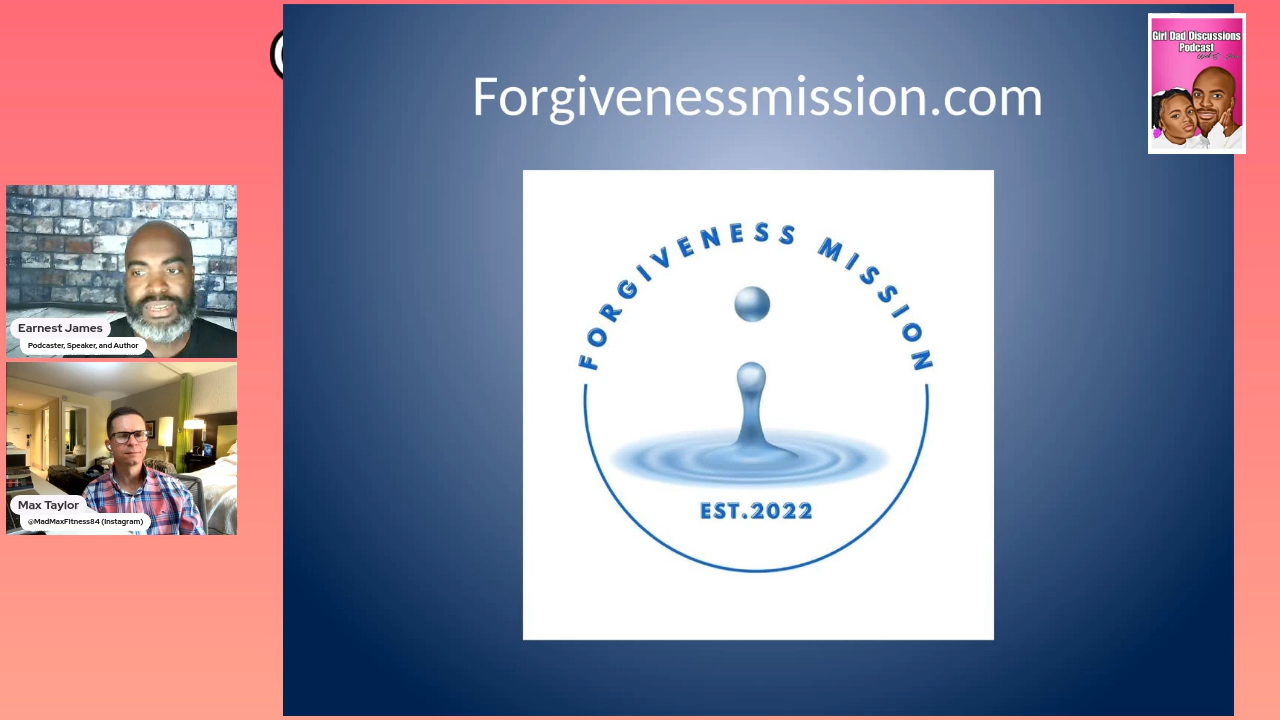 Forgivenessmission.com
FORGIVENESS MISSION
EST.2022
Girl Dad Discussions
Podcast
Earnest James
Podcaster, Speaker, and Author
Max Taylor
@MadMaxFitness84 (Instagram)